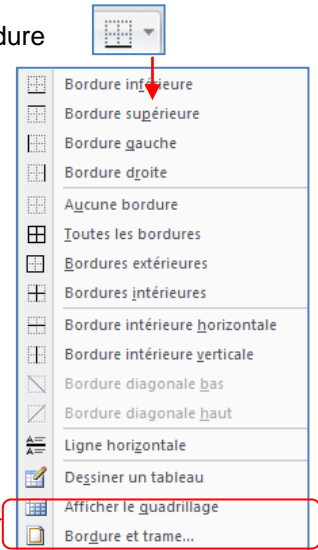 dure
Bordure inférieure
Bordure supérieure
Bordure gauche
Bordure droite
Aucune bordure
Toutes les bordures
Bordures extérieures
Bordures intérieures
Bordure intérieure horizontale
Bordure intérieure verticale
Bordure diagonale bas
Bordure diagonale haut
Ligne horizontale
Dessiner un tableau
Afficher le quadrillage
Bordure et trame...